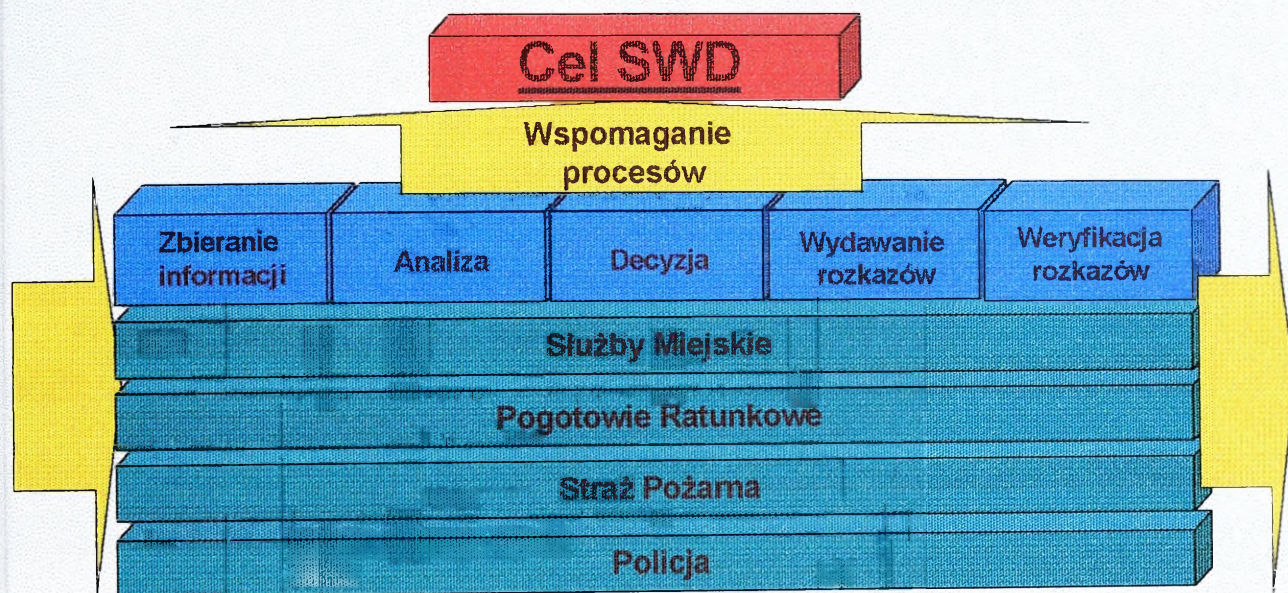 Cel SWD
Wspomaganie
procesów
Zbieranie
informacji
Analiza
Decyzja
Wydawanie
rozkazów
Weryfikacja
rozkazów
Służby Miejskie
Pogotowie Ratunkowe
Straż Pożarna
Policja